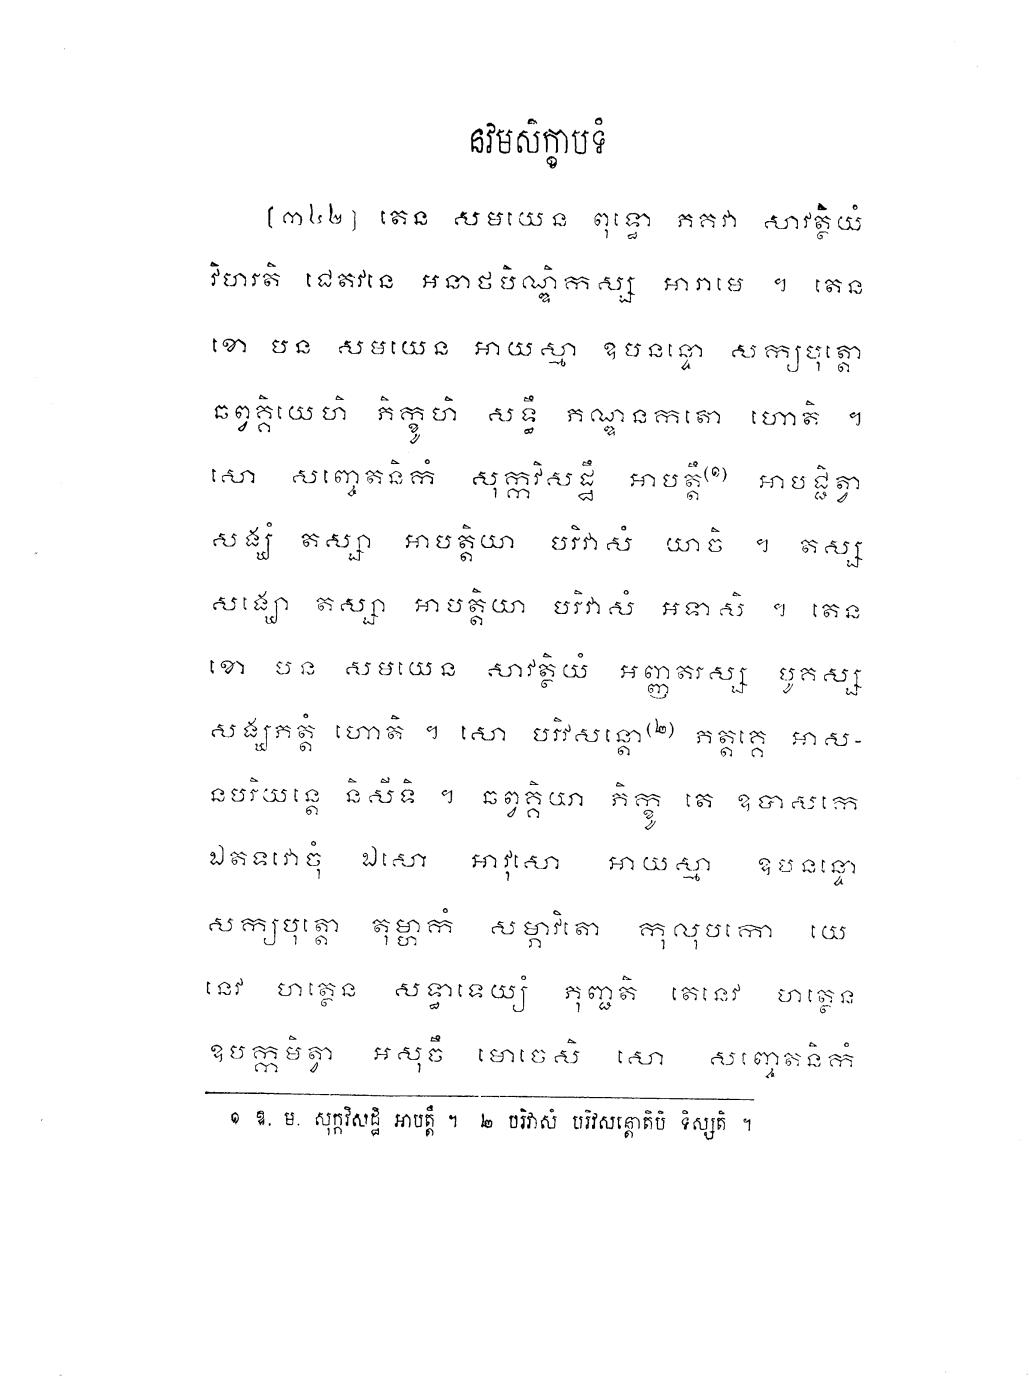 នវមសិក្ខាបទំ
[៣៤២] តេន សមយេន ពុទ្ធោ ភគវា សាវត្ថិយំ
វិហរតិ ជេតវនេ អនាថបិណ្ឌិកស្ស អារាមេ ។ តេន
ខោ បន សមយេន អាយស្មា ឧបនន្ទោ សក្យបុត្តោ
ឆព្វគ្គិយេហិ ភិក្ខូហិ សទ្ធឹ ភណ្ឌនកតោ ហោតិ ។
សោ សញ្ចេតនិកំ សុក្កវិសដ្ឋឹ អាបត្តឹ(១) អាបជ្ជិត្វា
សង្ឃំ តស្សា អាបត្តិយា បរិវាសំ យាចិ ។ តស្ស
សង្ឃោ តស្សា អាបត្តិយា បរិវាសំ អទាសិ ។ តេន
ខោ បន សមយេន សាវត្ថិយំ អញ្ញតរស្ស បូគស្ស
សង្ឃភត្តំ ហោតិ ។ សោ បរិវសន្តោ(២) ភត្តគ្គេ អាស-
នបរិយន្តេ និសីទិ ។ ឆព្វគ្គិយា ភិក្ខូ តេ ឧបាសកេ
ឯតទវោចុំ ឯសោ អាវុសោ អាយស្មា ឧបនន្ទោ
សក្យបុត្តោ តុម្ហាកំ សម្ភាវិតោ កុលុបកោ យេ
នេវ ហត្ថេន សទ្ធាទេយ្យំ ភុញ្ជតិ តេនេវ ហត្ថេន
ឧបក្កមិត្វា អសុចឹ មោចេសិ សោ សញ្ចេតនិកំ
១ ឱ. ម. សុក្កវិសដ្ឋិ អាបត្តឹ ។ ២ បរិវាសំ បរិវសន្តោតិបិ ទិស្សតិ ។